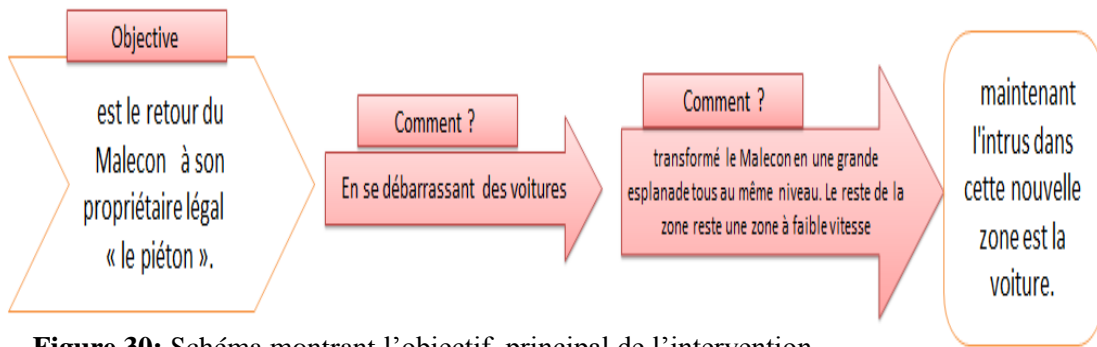 Objective
est le retour du
Malecon à son
propriétaire légal
« le piéton ».
Comment ?
En se débarrassant des voitures
Comment ?
transformé le Malecon en une grande
esplanade tous au même niveau. Le reste de la
zone reste une zone à faible vitesse
maintenant
l'intrus dans
cette nouvelle
zone est la
voiture.
Figure 30: Schéma montrant l'objectif principal de l'intervention